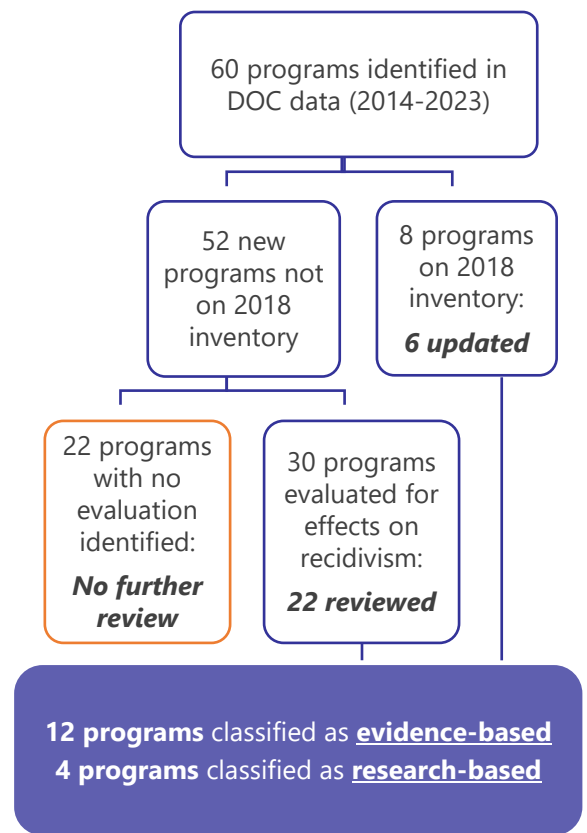 60 programs identified in
DOC data (2014-2023)
52 new
programs not
on 2018
inventory
8 programs
on 2018
inventory:
6 updated
22 programs
with no
evaluation
identified:
No further
review
30 programs
evaluated for
effects on
recidivism:
22 reviewed
12 programs classified as evidence-based
4 programs classified as research-based